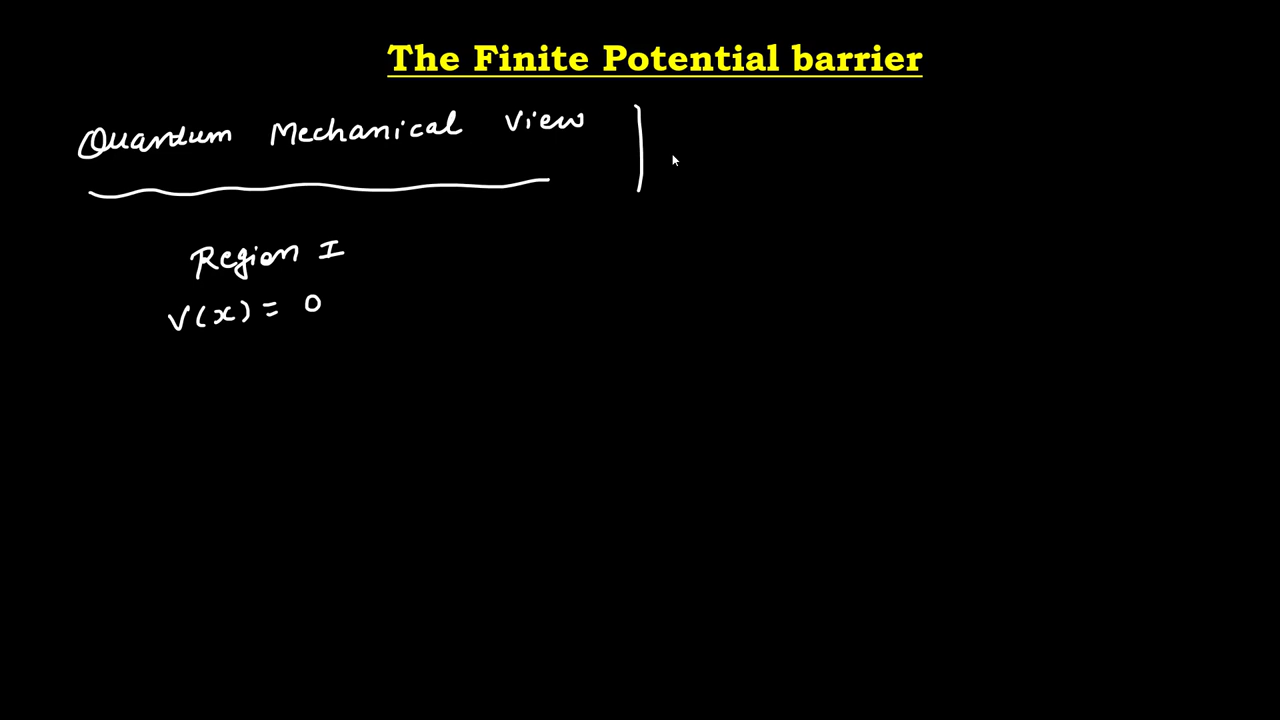 The Finite Potential barrier
Quantum Mechanical View
Region I
V(x) = 0